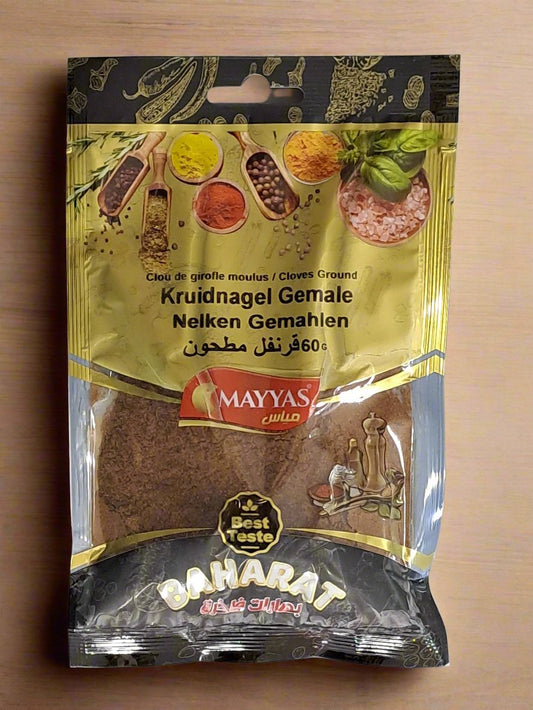 Clou de girofle moulus / Cloves Ground
Kruidnagel Gemale
Nelken Gemahlen
قرنفل مطحون 60G
MAYYAS®
مياس
Best
Teste
BAHARAT
بهارات